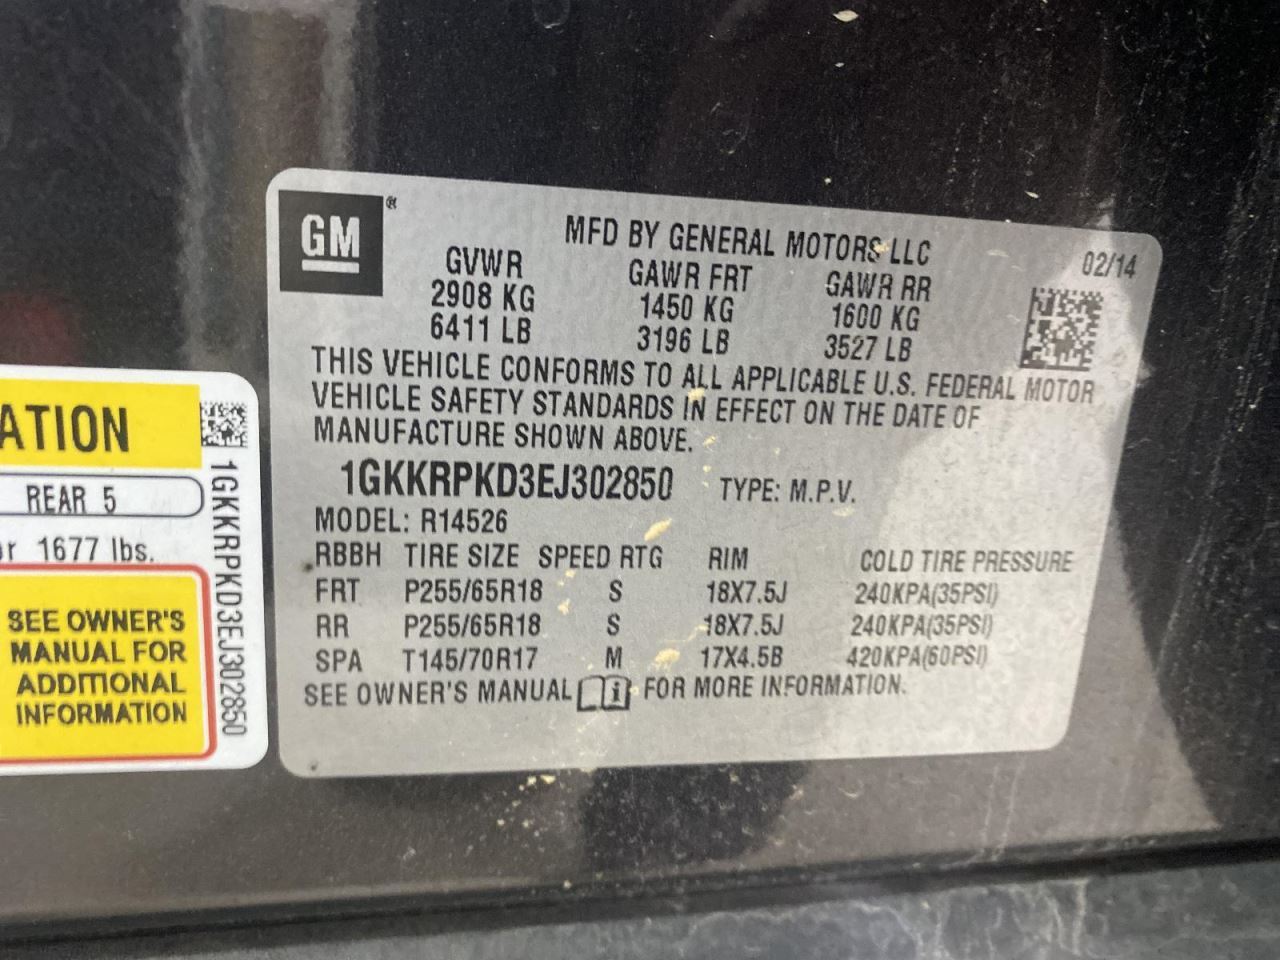 GM®
MFD BY GENERAL MOTORS LLC
02/14
GVWR GAWR FRT GAWR RR
2908 KG 1450 KG 1600 KG
6411 LB 3196 LB 3527 LB
THIS VEHICLE CONFORMS TO ALL APPLICABLE U.S. FEDERAL MOTOR
VEHICLE SAFETY STANDARDS IN EFFECT ON THE DATE OF
MANUFACTURE SHOWN ABOVE.
1GKKRPKD3EJ302850 TYPE: M.P.V.
MODEL: R14526
RBBH TIRE SIZE SPEED RTG RIM COLD TIRE PRESSURE
FRT P255/65R18 S 18X7.5J 240KPA(35PSI)
RR P255/65R18 S 18X7.5J 240KPA(35PSI)
SPA T145/70R17 M 17X4.5B 420KPA(60PSI)
SEE OWNER'S MANUAL i FOR MORE INFORMATION.
ATION
REAR 5
or 1677 lbs.
SEE OWNER'S
MANUAL FOR
ADDITIONAL
INFORMATION
1GKKRPKD3EJ302850